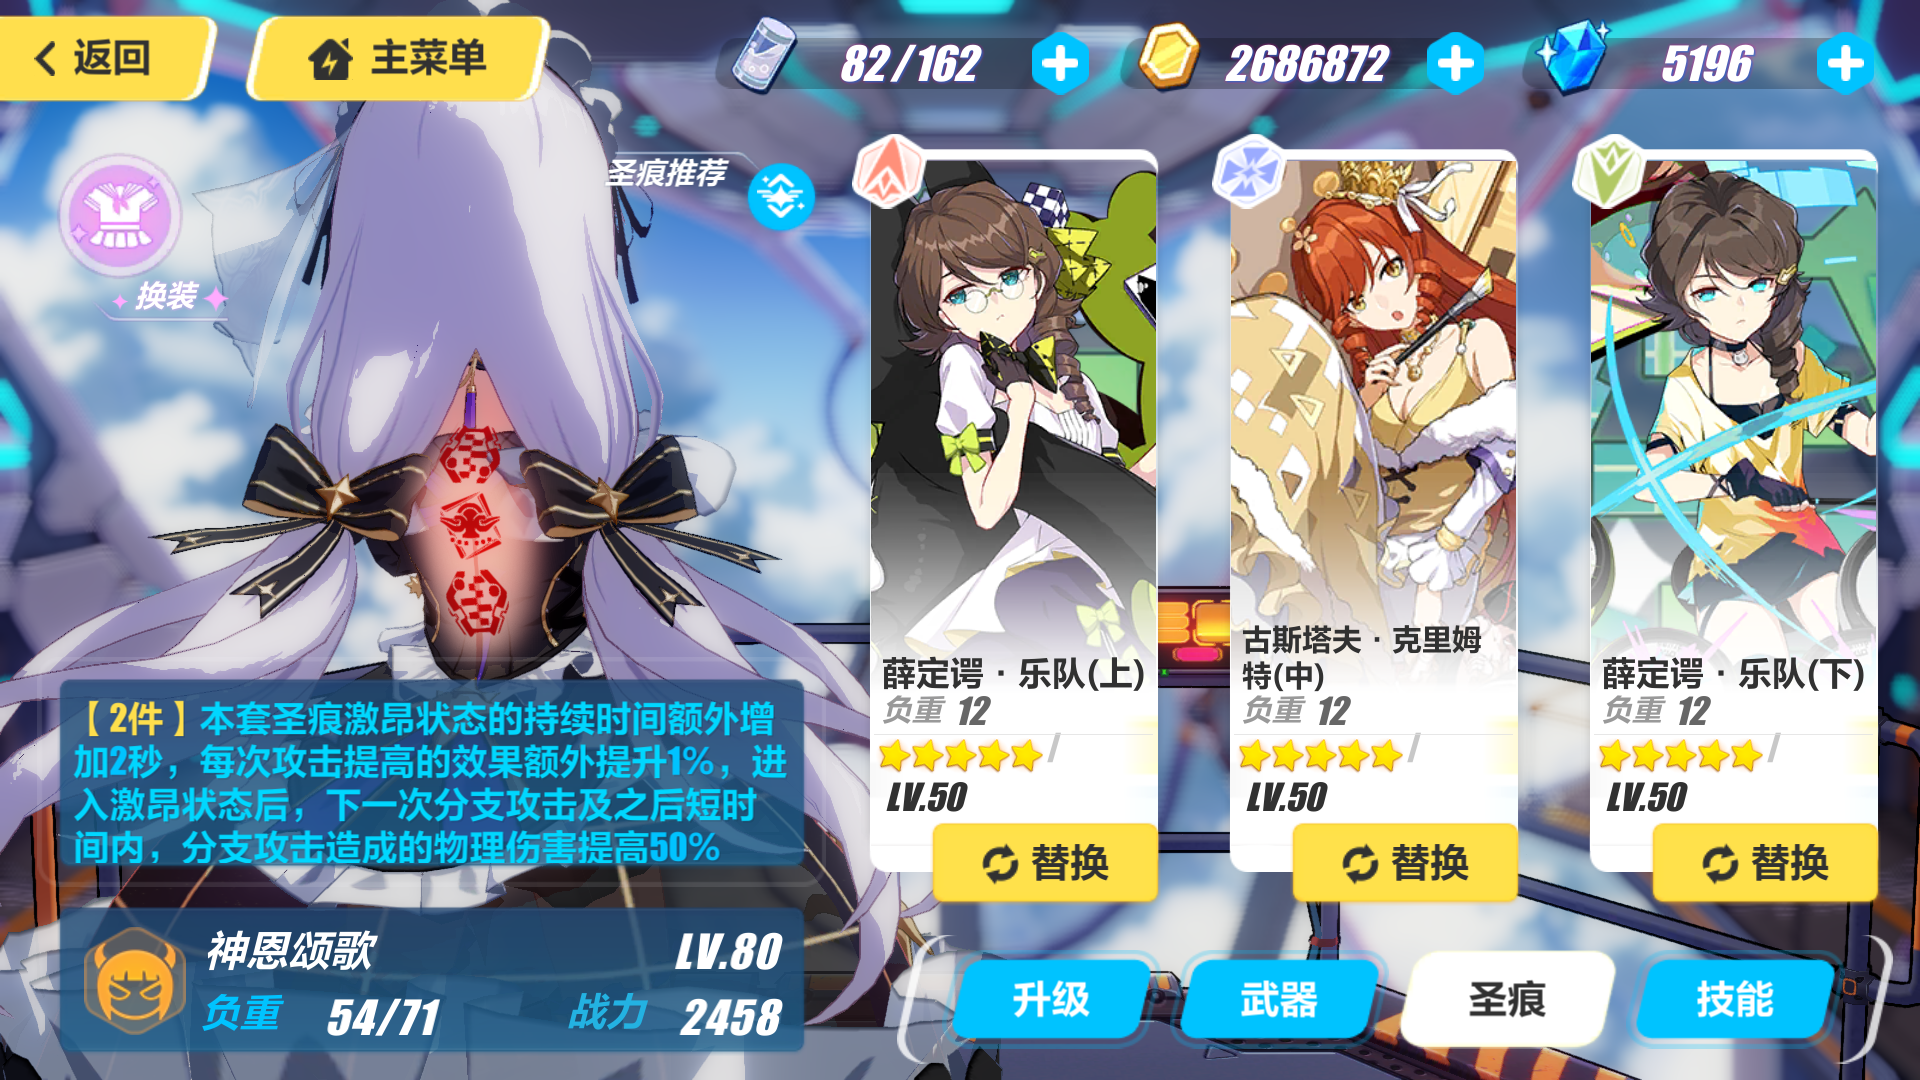 返回
主菜单
82/162
2686872
5196
换装
圣痕推荐
薛定谔·乐队(上)
负重 12
LV.50
替换
古斯塔夫·克里姆
特(中)
负重 12
LV.50
替换
薛定谔·乐队(下)
负重 12
LV.50
替换
【2件】本套圣痕激昂状态的持续时间额外增
加2秒，每次攻击提高的效果额外提升1%，进
入激昂状态后，下一次分支攻击及之后短时
间内，分支攻击造成的物理伤害提高50%
神恩颂歌 LV.80
负重 54/71 战力 2458
升级
武器
圣痕
技能